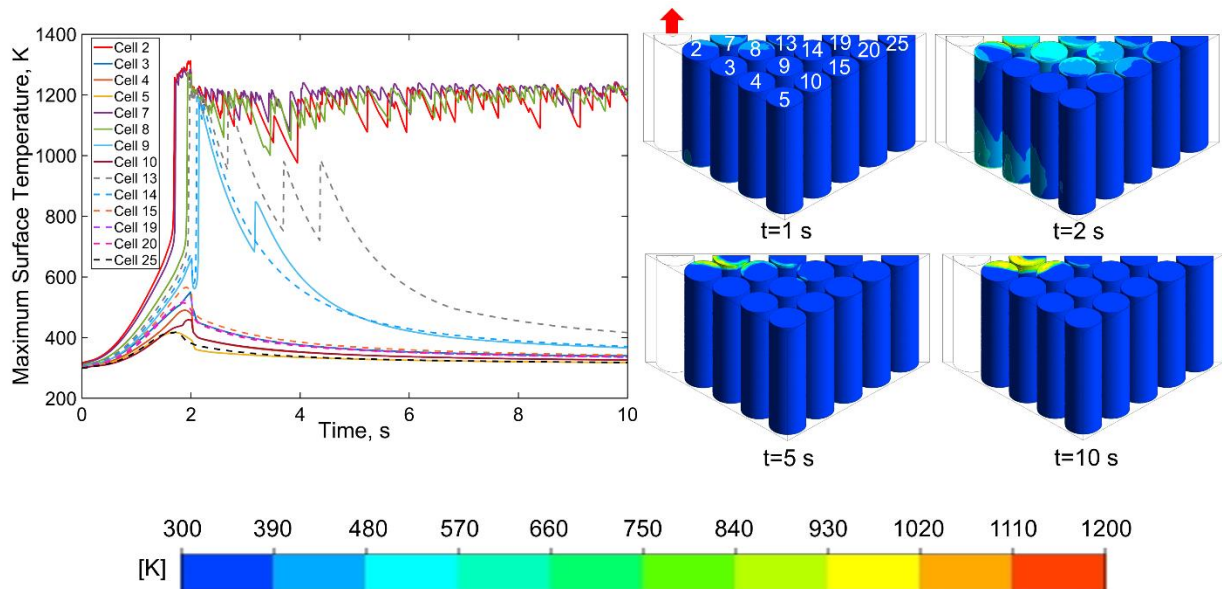 Maximum Surface Temperature, K
1400
1200
1000
800
600
400
200
0
2
4
6
8
10
Time, s
Cell 2
Cell 3
Cell 4
Cell 5
Cell 7
Cell 8
Cell 9
Cell 10
Cell 13
Cell 14
Cell 15
Cell 19
Cell 20
Cell 25
2 7 8 13 14 19 20 25
3 9 15
4 10
5
t=1 s
t=2 s
t=5 s
t=10 s
300 390 480 570 660 750 840 930 1020 1110 1200
[K]